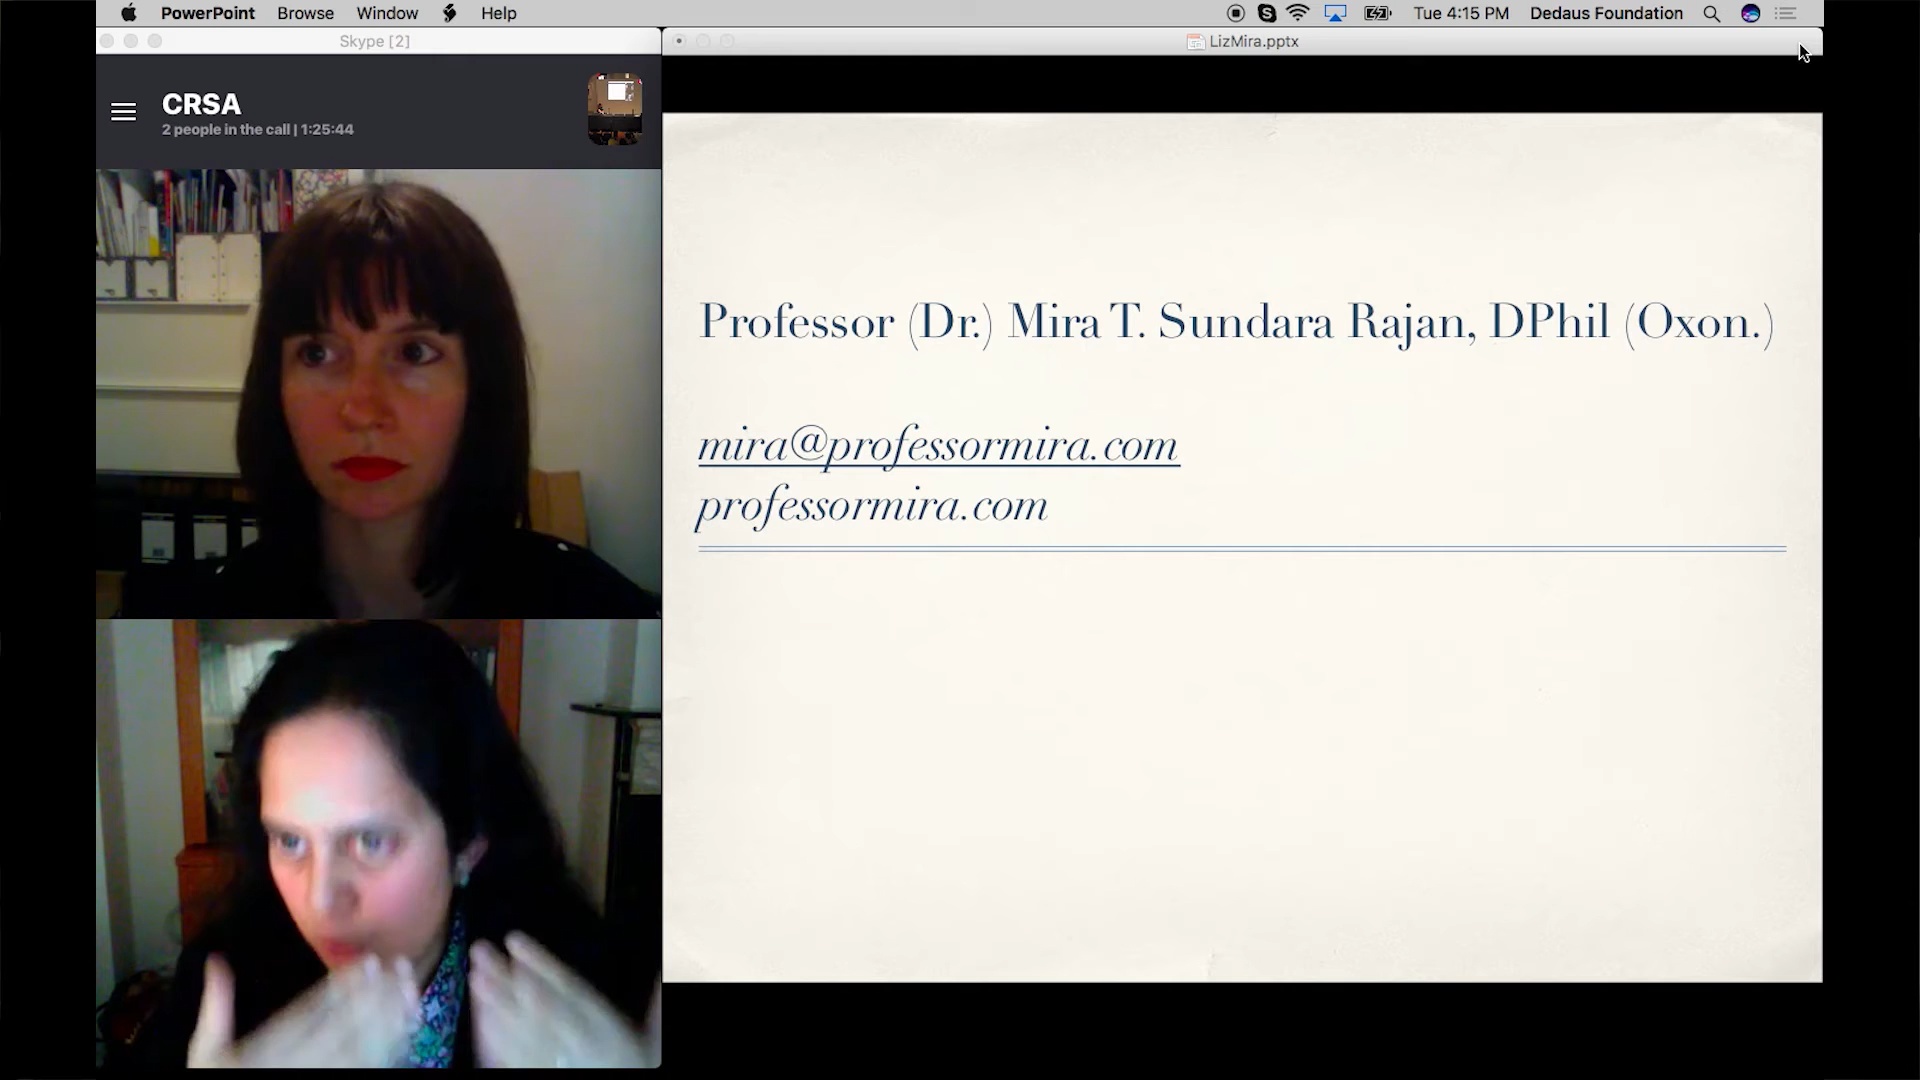 PowerPoint Browse Window Help Tue 4:15 PM Dedaus Foundation
Skype [2]
LizMira.pptx
CRSA
2 people in the call | 1:25:44
Professor (Dr.) Mira T. Sundara Rajan, DPhil (Oxon.)
mira@professormira.com
professormira.com